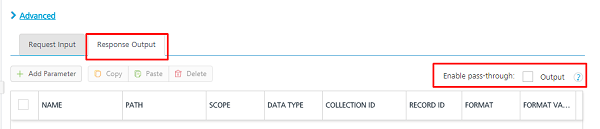 Advanced
Request Input Response Output
Add Parameter Copy Paste Delete Enable pass-through: Output ?
NAME PATH SCOPE DATA TYPE COLLECTION ID RECORD ID FORMAT FORMAT VA...